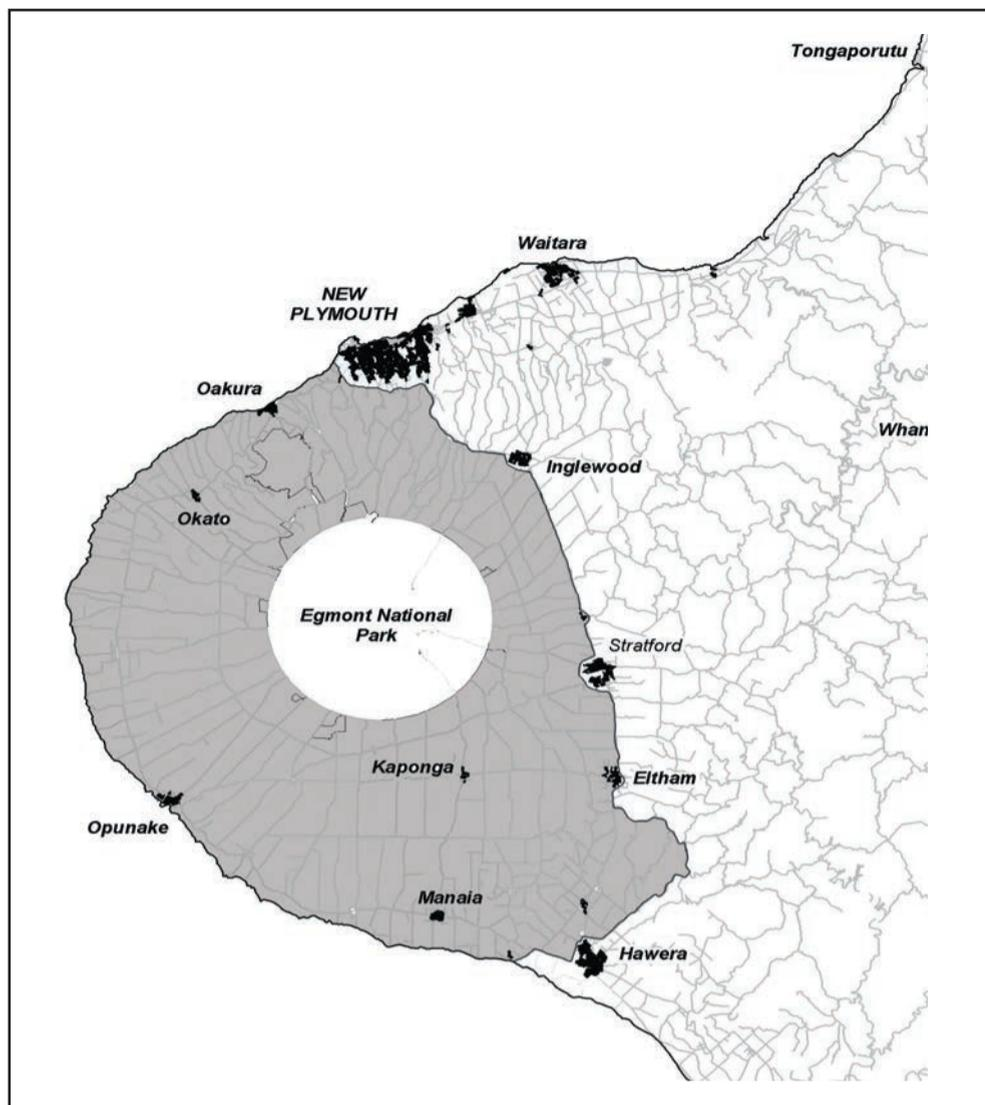 Tongaporutu
Waitara
NEW
PLYMOUTH
Oakura
Whan
Inglewood
Okato
Egmont National
Park
Stratford
Kaponga
Eltham
Opunake
Manaia
Hawera